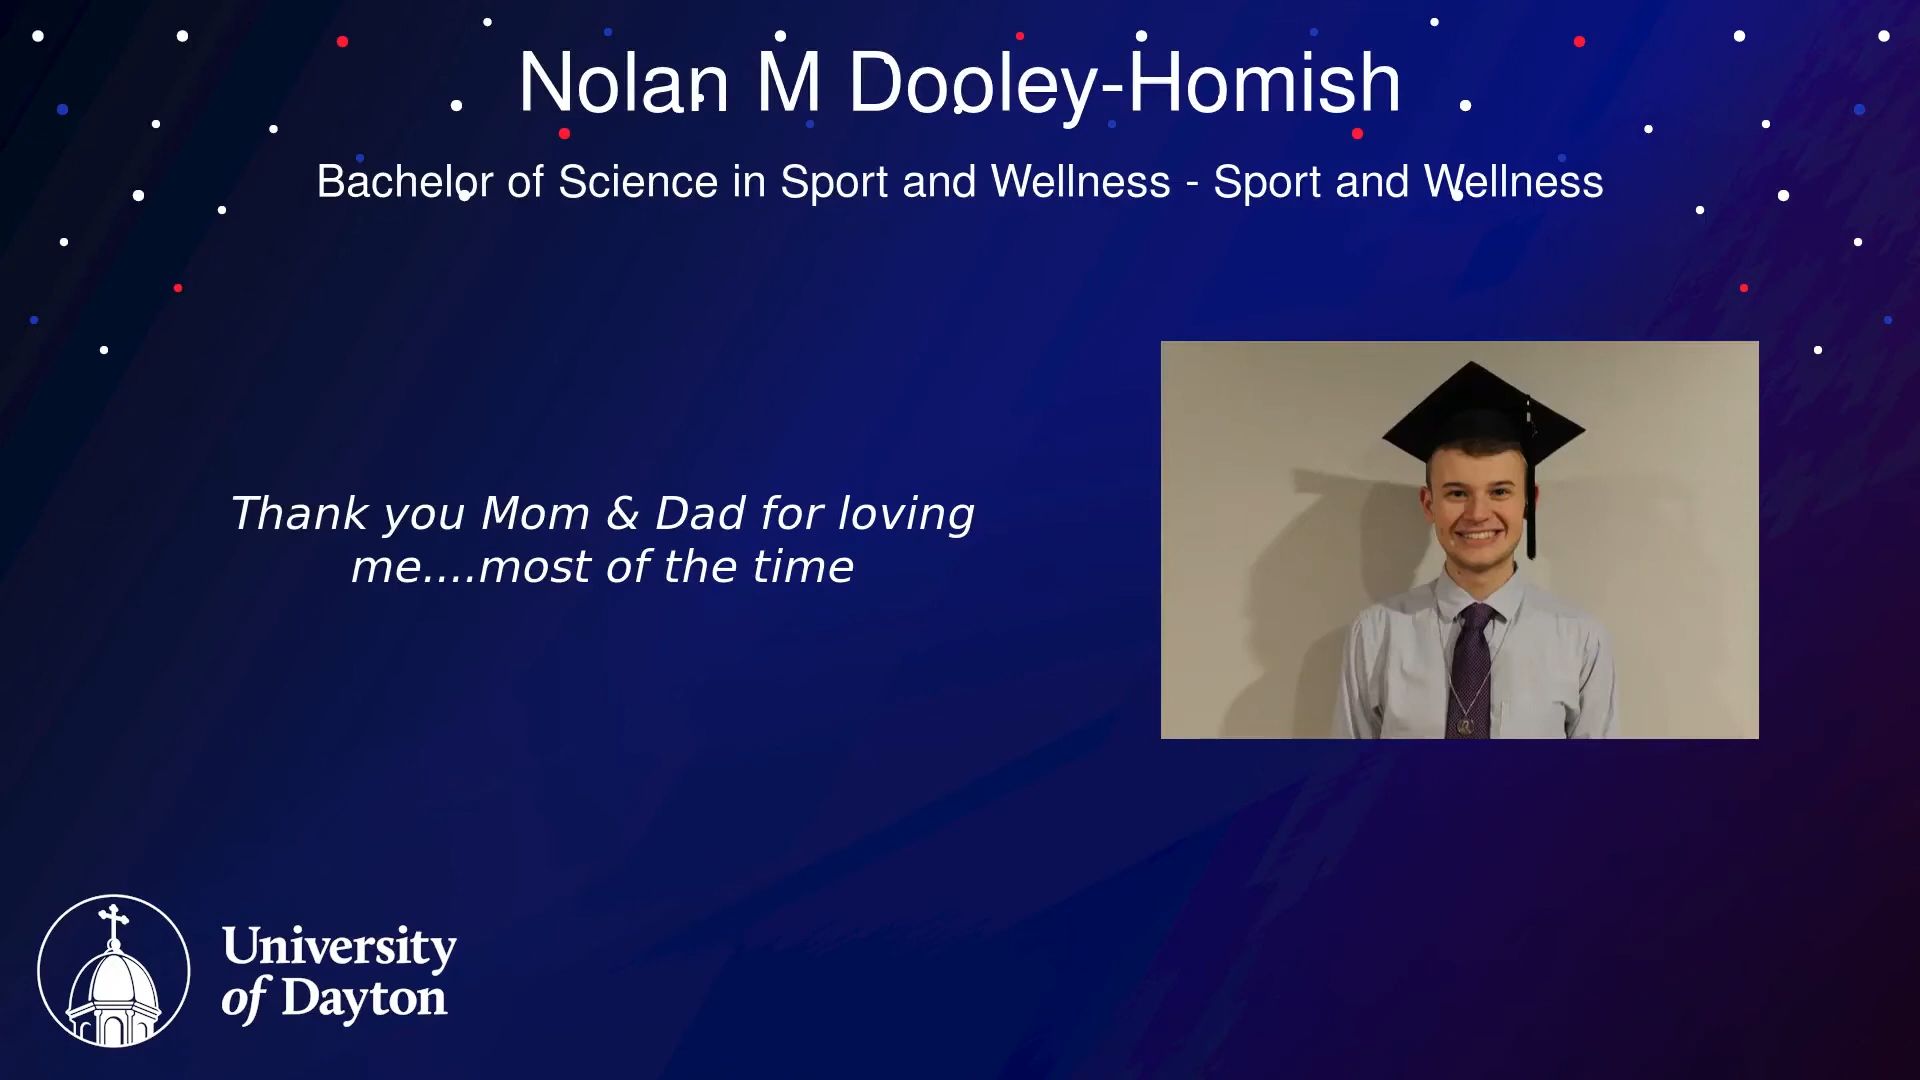 Nolan M Dooley-Homish
Bachelor of Science in Sport and Wellness - Sport and Wellness
Thank you Mom & Dad for loving
me....most of the time
University
of Dayton